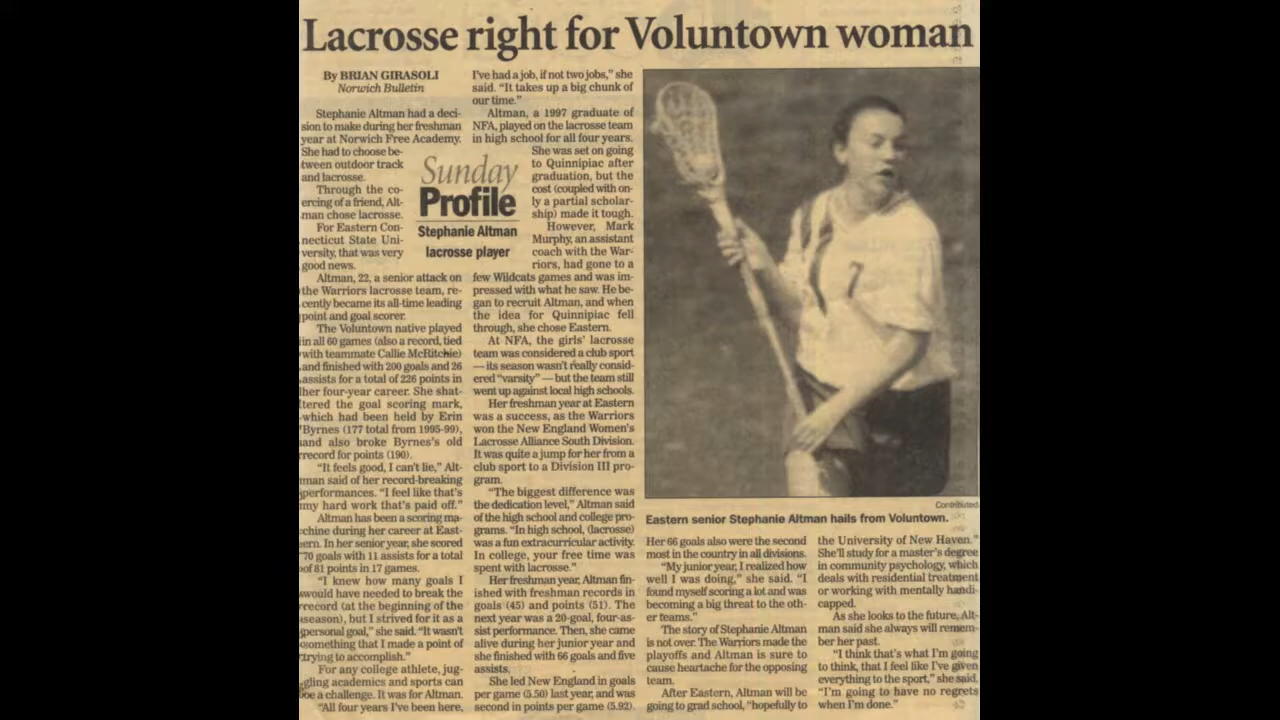 Lacrosse right for Voluntown woman
By BRIAN GIRASOLI
Norwich Bulletin
Stephanie Altman had a deci-
sion to make during her freshman
year at Norwich Free Academy.
She had to choose be-
tween outdoor track
and lacrosse.
Through the co-
ercing of a friend, Alt-
man chose lacrosse.
For Eastern Con-
necticut State Uni-
versity, that was very
good news.
Altman, 22, a senior attack on
the Warriors lacrosse team, re-
cently became its all-time leading
point and goal scorer.
The Voluntown native played
in all 60 games (also a record, tied
with teammate Callie McRitchie)
and finished with 200 goals and 26
assists for a total of 226 points in
her four-year career. She shat-
tered the goal scoring mark,
which had been held by Erin
Byrnes (177 total from 1995-99),
and also broke Byrnes's old
record for points (190).
"It feels good, I can't lie," Alt-
man said of her record-breaking
performances. "I feel like that's
my hard work that's paid off."
Altman has been a scoring ma-
chine during her career at East-
ern. In her senior year, she scored
70 goals with 11 assists for a total
of 81 points in 17 games.
"I knew how many goals I
would have needed to break the
record (at the beginning of the
season), but I strived for it as a
personal goal," she said. "It wasn't
something that I made a point of
trying to accomplish."
For any college athlete, jug-
gling academics and sports can
be a challenge. It was for Altman.
"All four years I've been here,
Sunday
Profile
Stephanie Altman
lacrosse player
I've had a job, if not two jobs," she
said. "It takes up a big chunk of
our time."
Altman, a 1997 graduate of
NFA, played on the lacrosse team
in high school for all four years.
She was set on going
to Quinnipiac after
graduation, but the
cost (coupled with on-
ly a partial scholar-
ship) made it tough.
However, Mark
Murphy, an assistant
coach with the War-
riors, had gone to a
few Wildcats games and was im-
pressed with what he saw. He be-
gan to recruit Altman, and when
the idea for Quinnipiac fell
through, she chose Eastern.
At NFA, the girls' lacrosse
team was considered a club sport
— its season wasn't really consid-
ered "varsity" — but the team still
went up against local high schools.
Her freshman year at Eastern
was a success, as the Warriors
won the New England Women's
Lacrosse Alliance South Division.
It was quite a jump for her from a
club sport to a Division III pro-
gram.
"The biggest difference was
the dedication level," Altman said
of the high school and college pro-
grams. "In high school, (lacrosse)
was a fun extracurricular activity.
In college, your free time was
spent with lacrosse."
Her freshman year, Altman fin-
ished with freshman records in
goals (45) and points (51). The
next year was a 20-goal, four-as-
sist performance. Then, she came
alive during her junior year and
she finished with 66 goals and five
assists.
She led New England in goals
per game (5.50) last year, and was
second in points per game (5.92).
Contributed
Eastern senior Stephanie Altman hails from Voluntown.
Her 66 goals also were the second
most in the country in all divisions.
"My junior year, I realized how
well I was doing," she said. "I
found myself scoring a lot and was
becoming a big threat to the oth-
er teams."
The story of Stephanie Altman
is not over. The Warriors made the
playoffs and Altman is sure to
cause heartache for the opposing
team.
After Eastern, Altman will be
going to grad school, "hopefully to
the University of New Haven."
She'll study for a master's degree
in community psychology, which
deals with residential treatment
or working with mentally handi-
capped.
As she looks to the future, Alt-
man said she always will remem-
ber her past.
"I think that's what I'm going
to think, that I feel like I've given
everything to the sport," she said.
"I'm going to have no regrets
when I'm done."